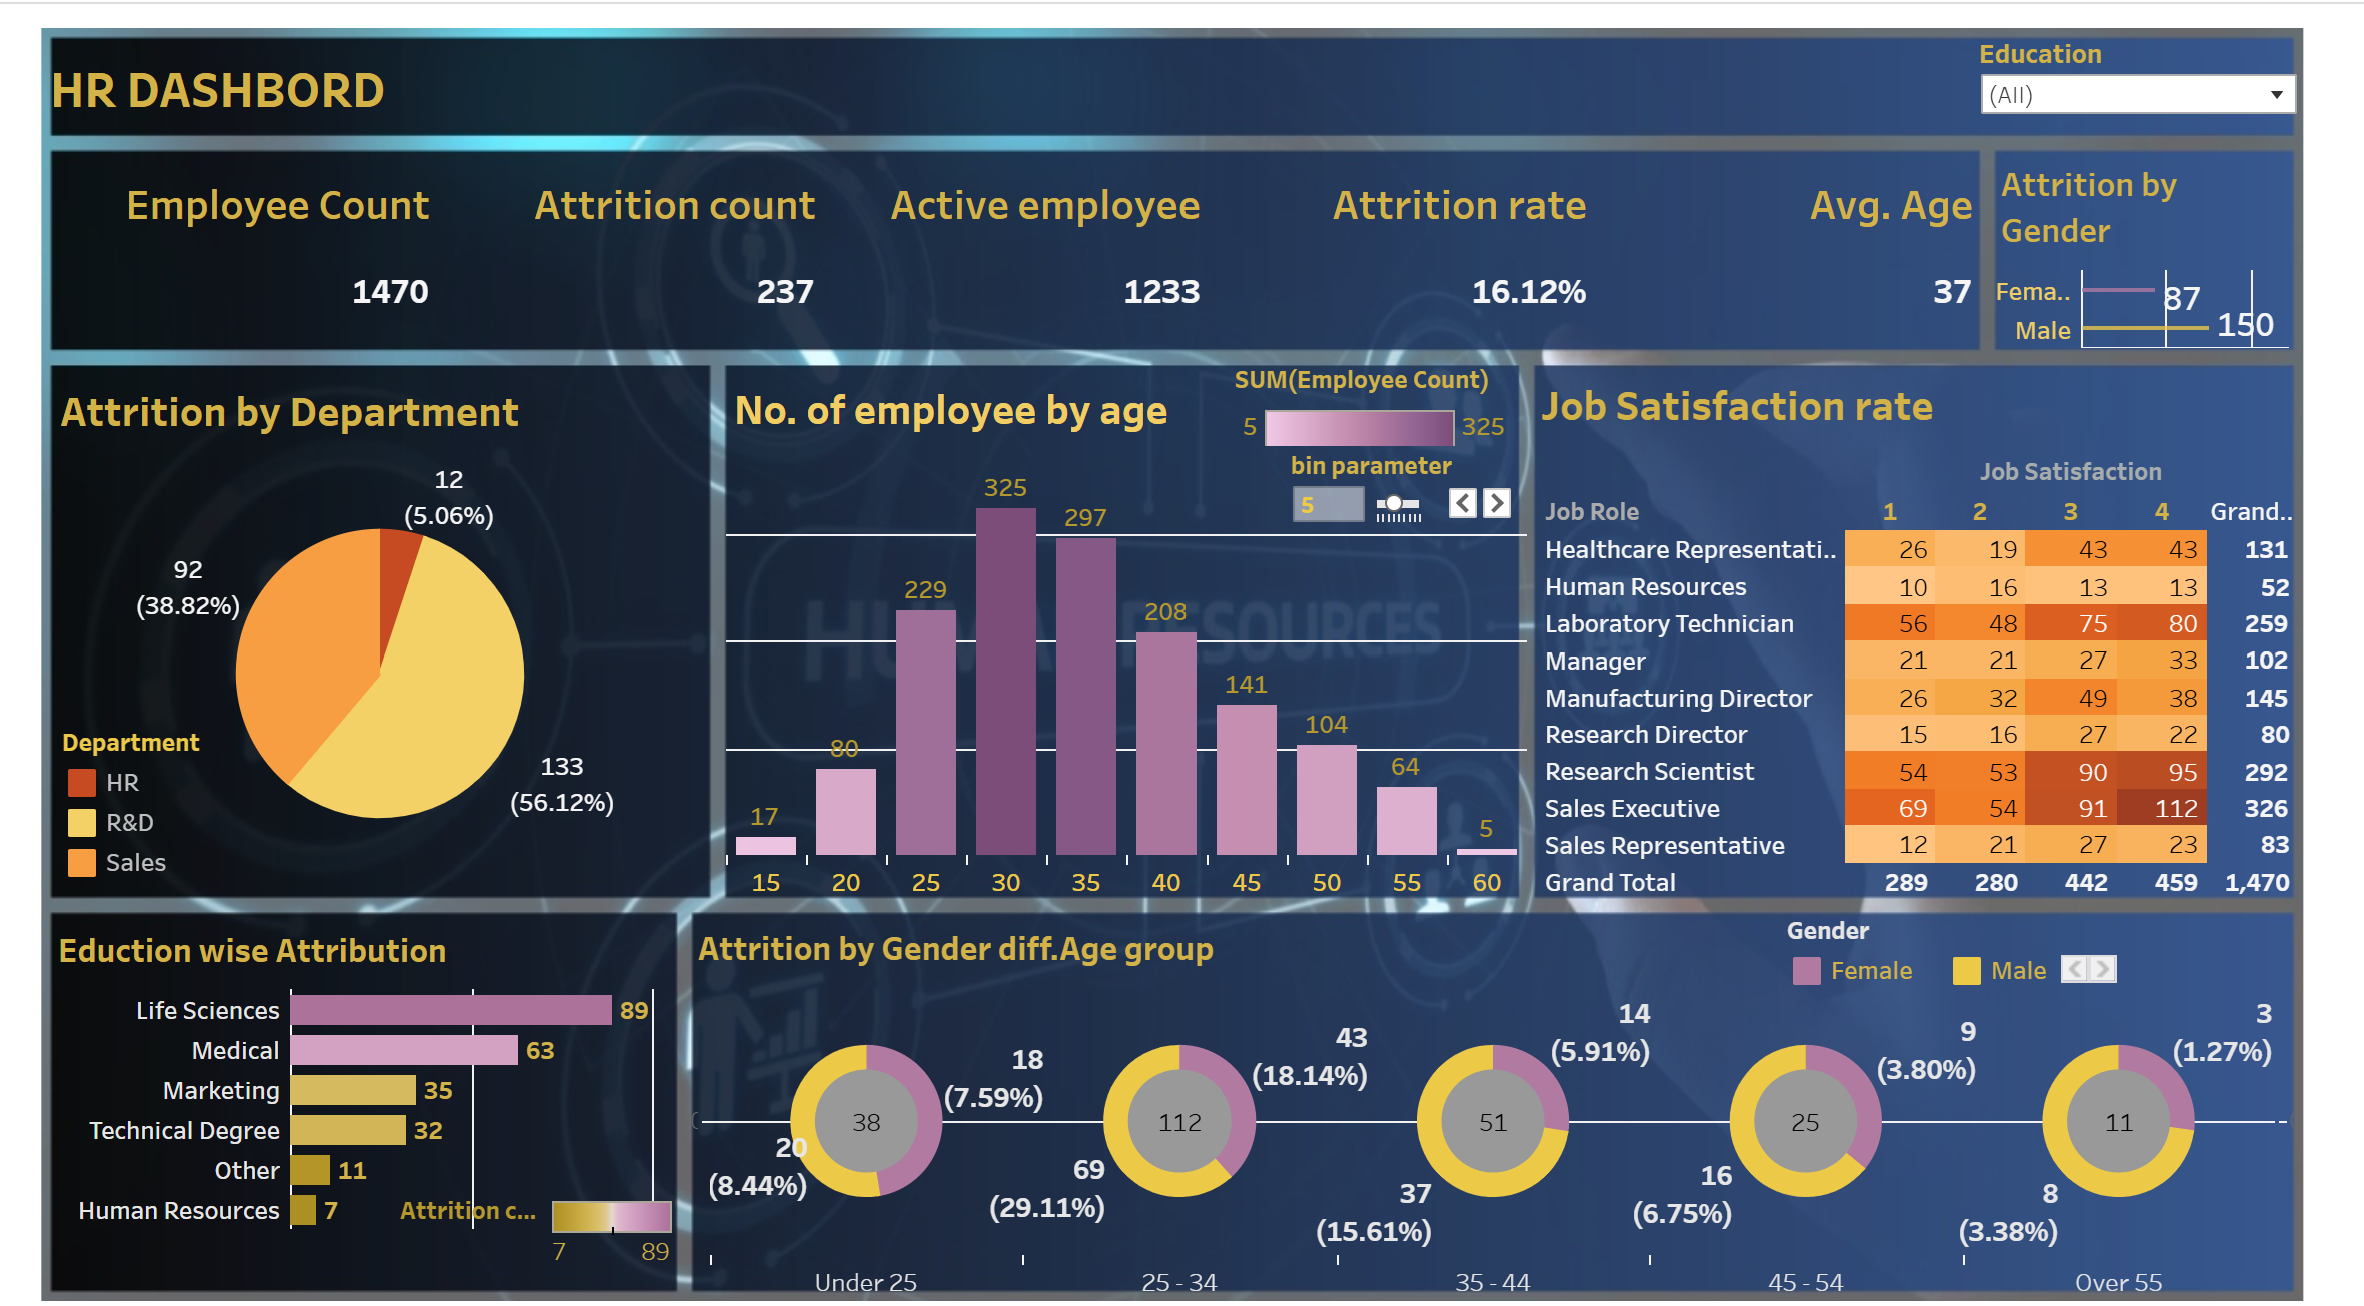 HR DASHBORD
Education
(All)
Employee Count
Attrition count
Active employee
Attrition rate
Avg. Age
1470
237
1233
16.12%
37
Attrition by
Gender
Fema..
87
Male
150
Attrition by Department
12
(5.06%)
92
(38.82%)
133
(56.12%)
Department
HR
R&D
Sales
No. of employee by age
SUM(Employee Count)
5
325
bin parameter
5
17
80
229
325
297
208
141
104
64
5
15 20 25 30 35 40 45 50 55 60
HUMAN RESOURCES
Job Satisfaction rate
Job Satisfaction
Job Role 1 2 3 4 Grand..
Healthcare Representati.. 26 19 43 43 131
Human Resources 10 16 13 13 52
Laboratory Technician 56 48 75 80 259
Manager 21 21 27 33 102
Manufacturing Director 26 32 49 38 145
Research Director 15 16 27 22 80
Research Scientist 54 53 90 95 292
Sales Executive 69 54 91 112 326
Sales Representative 12 21 27 23 83
Grand Total 289 280 442 459 1,470
Eduction wise Attribution
Life Sciences 89
Medical 63
Marketing 35
Technical Degree 32
Other 11
Human Resources 7
Attrition c...
7 89
Attrition by Gender diff.Age group
Gender
Female
Male
18
(7.59%)
38
20
(8.44%)
43
(18.14%)
112
69
(29.11%)
14
(5.91%)
51
37
(15.61%)
9
(3.80%)
25
16
(6.75%)
3
(1.27%)
11
8
(3.38%)
Under 25
25 - 34
35 - 44
45 - 54
Over 55